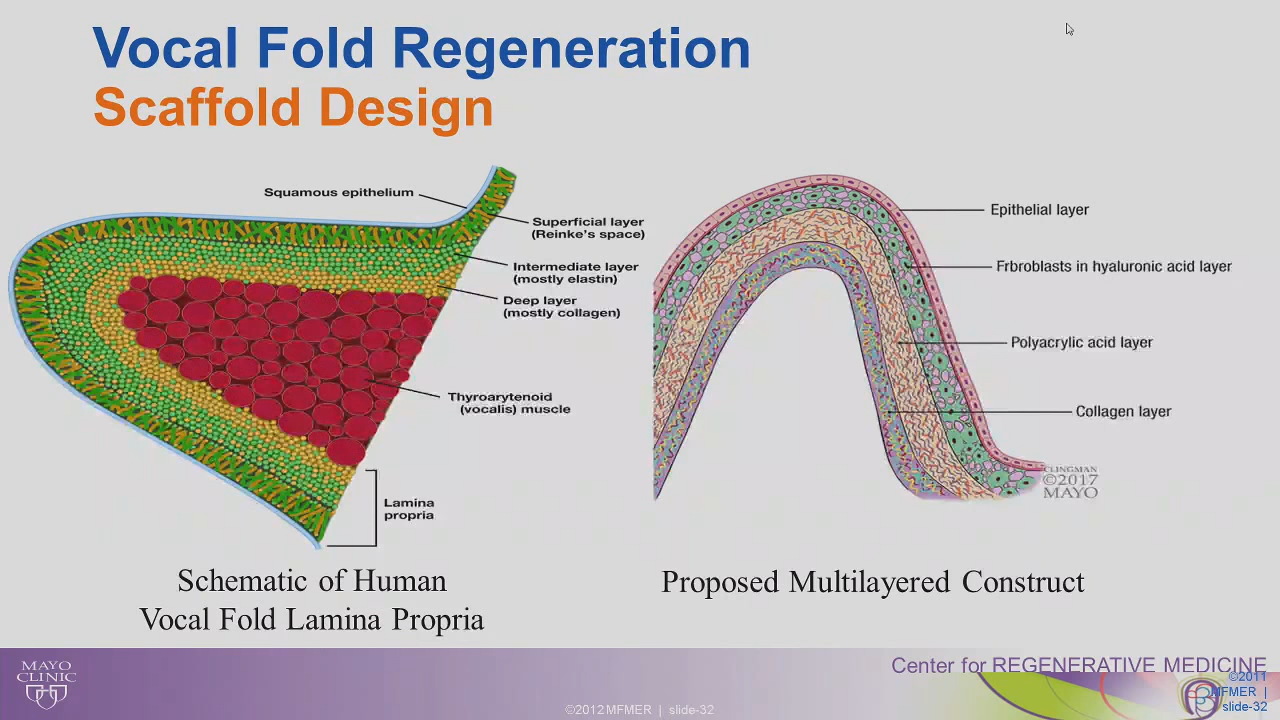 Vocal Fold Regeneration
Scaffold Design
Squamous epithelium
Superficial layer
(Reinke's space)
Intermediate layer
(mostly elastin)
Deep layer
(mostly collagen)
Thyroarytenoid
(vocalis) muscle
Lamina
propria
Schematic of Human
Vocal Fold Lamina Propria
Epithelial layer
Frbroblasts in hyaluronic acid layer
Polyacrylic acid layer
Collagen layer
CLINGMAN
©2017
MAYO
Proposed Multilayered Construct
MAYO
CLINIC
©2012 MFMER | slide-32
Center for REGENERATIVE MEDICINE
©2011
MFMER |
slide-32